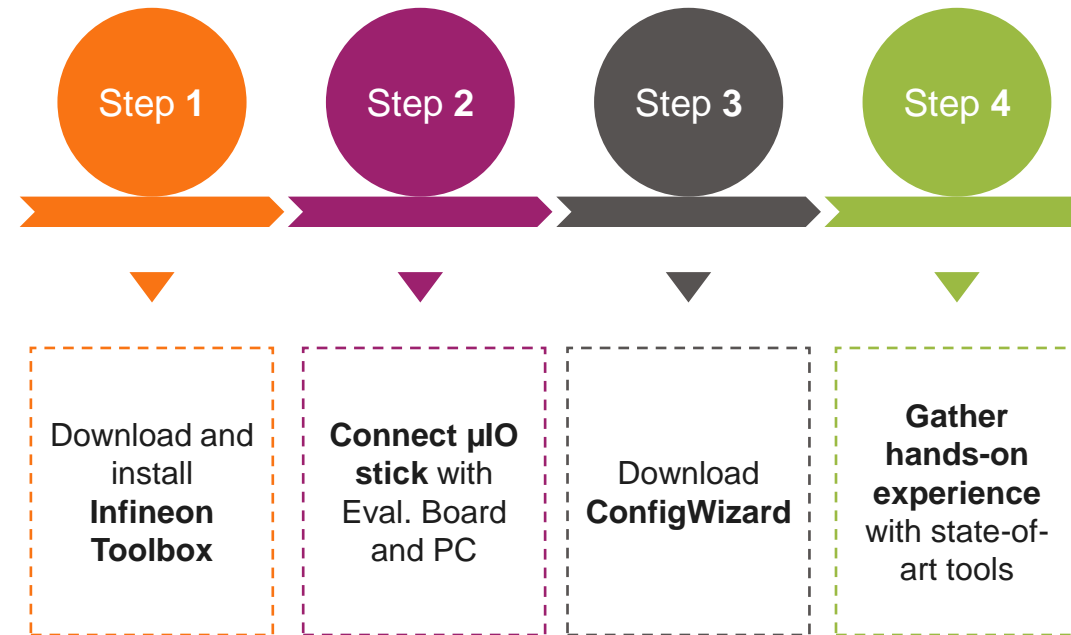 Step 1
Step 2
Step 3
Step 4
Download and
install
Infineon
Toolbox
Connect µIO
stick with
Eval. Board
and PC
Download
ConfigWizard
Gather
hands-on
experience
with state-of-
art tools